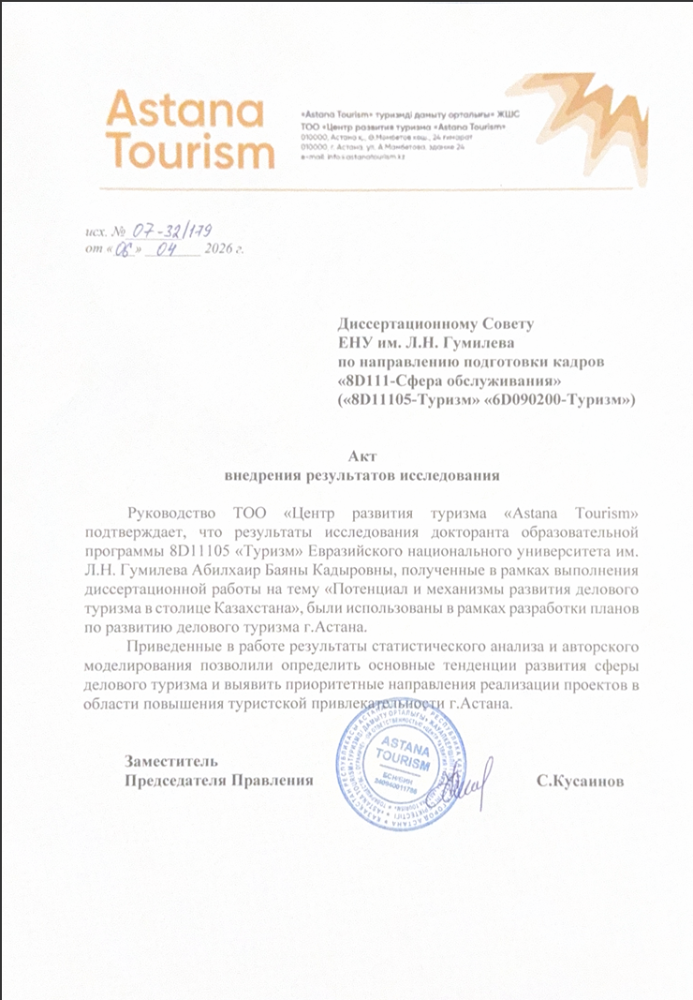 Astana
Tourism
«Astana Tourism» туризмді дамыту орталығы» ЖШС
ТОО «Центр развития туризма «Astana Tourism»
010000, Астана қ., Ә.Мәмбетов көш., 24 ғимарат
010000, г. Астана, ул. А.Мамбетова, здание 24
e-mail: info@astanatourism.kz
исх. № 07-32/179
от «06» 04 2026 г.
Диссертационному Совету
ЕНУ им. Л.Н. Гумилева
по направлению подготовки кадров
«8D111-Сфера обслуживания»
(«8D11105-Туризм» «6D090200-Туризм»)
Акт
внедрения результатов исследования
Руководство ТОО «Центр развития туризма «Astana Tourism»
подтверждает, что результаты исследования докторанта образовательной
программы 8D11105 «Туризм» Евразийского национального университета им.
Л.Н. Гумилева Абилхаир Баяны Кадыровны, полученные в рамках выполнения
диссертационной работы на тему «Потенциал и механизмы развития делового
туризма в столице Казахстана», были использованы в рамках разработки планов
по развитию делового туризма г.Астана.
Приведенные в работе результаты статистического анализа и авторского
моделирования позволили определить основные тенденции развития сферы
делового туризма и выявить приоритетные направления реализации проектов в
области повышения туристской привлекательности г.Астана.
ASTANA
TOURISM
БСН/БИН
Заместитель
Председателя Правления С.Кусаинов